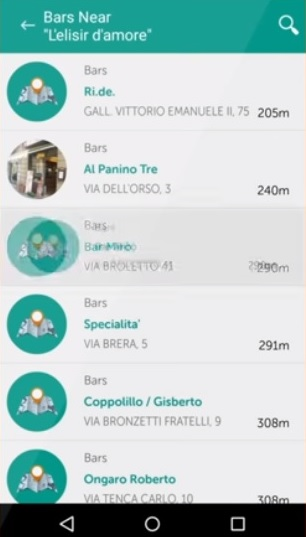 Bars Near
"L'elisir d'amore"
Bars
Ri.de.
GALL. VITTORIO EMANUELE II, 75 205m
Bars
Al Panino Tre
VIA DELL'ORSO, 3 240m
Bars
Bar
VIA BROLETTO 41
Bars
Specialita'
VIA BRERA, 5 291m
Bars
Coppolillo / Gisberto
VIA BRONZETTI FRATELLI, 9 308m
Bars
Ongaro Roberto
VIA TENCA CARLO, 10 308m